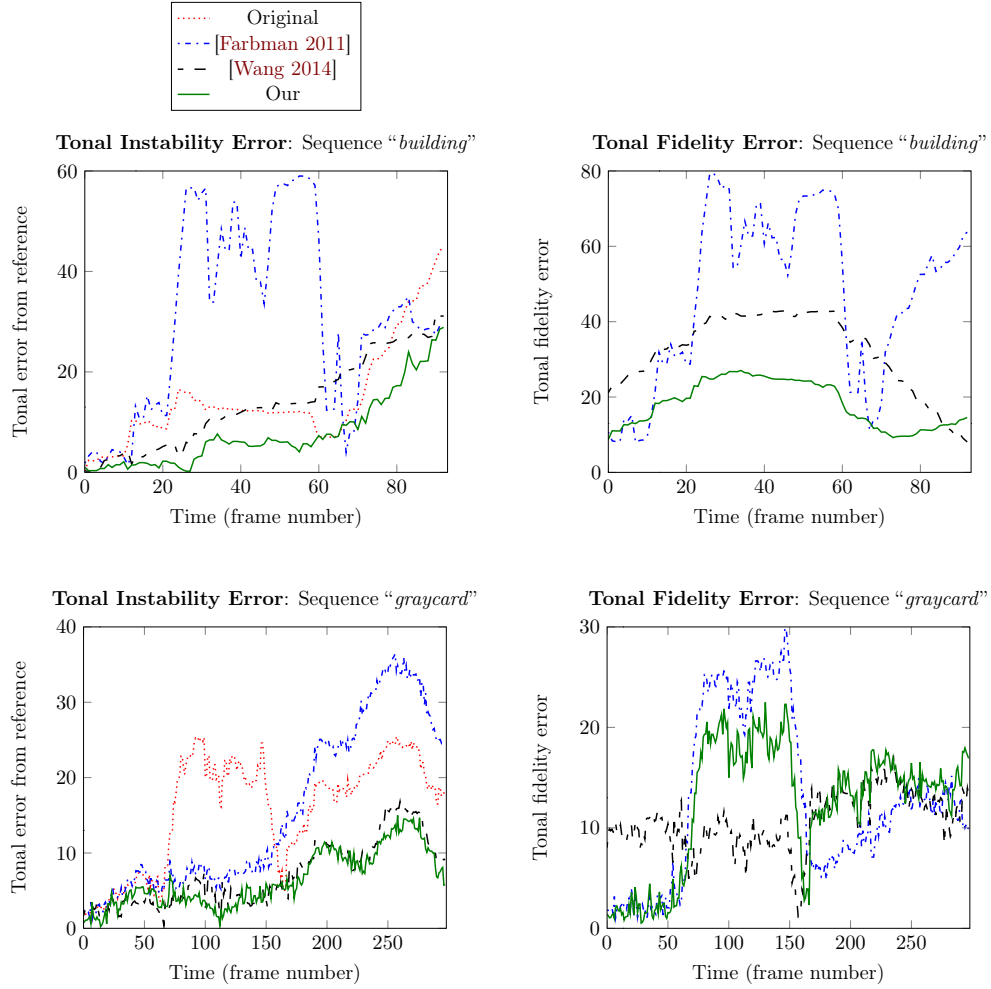 Original
[Farbman 2011]
[Wang 2014]
Our
Tonal Instability Error: Sequence “building”
60
40
20
0
0 20 40 60 80
Tonal error from reference
Time (frame number)
Tonal Fidelity Error: Sequence “building”
80
60
40
20
0
0 20 40 60 80
Tonal fidelity error
Time (frame number)
Tonal Instability Error: Sequence “graycard”
40
30
20
10
0
0 50 100 150 200 250
Tonal error from reference
Time (frame number)
Tonal Fidelity Error: Sequence “graycard”
30
20
10
0
0 50 100 150 200 250
Tonal fidelity error
Time (frame number)